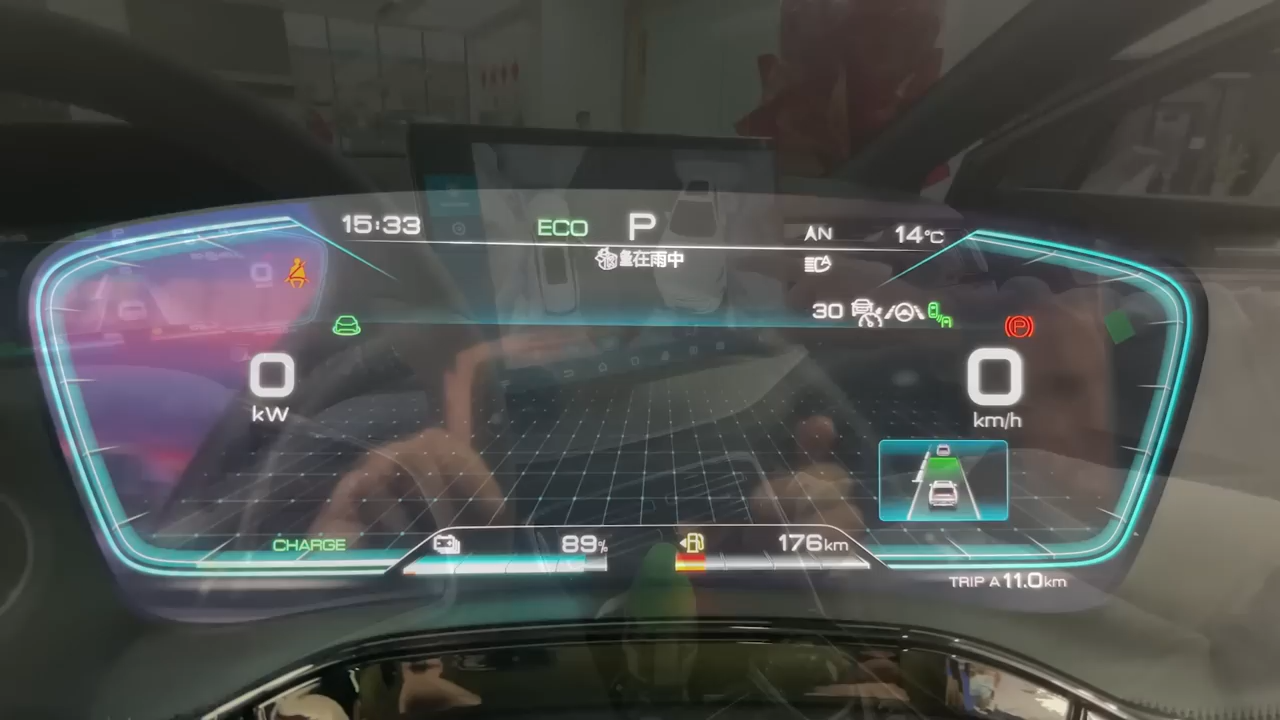 15:33 ECO P AN 14°C
在雨中
30
0 0
kW km/h
CHARGE 89% 176km
TRIP A 11.0km